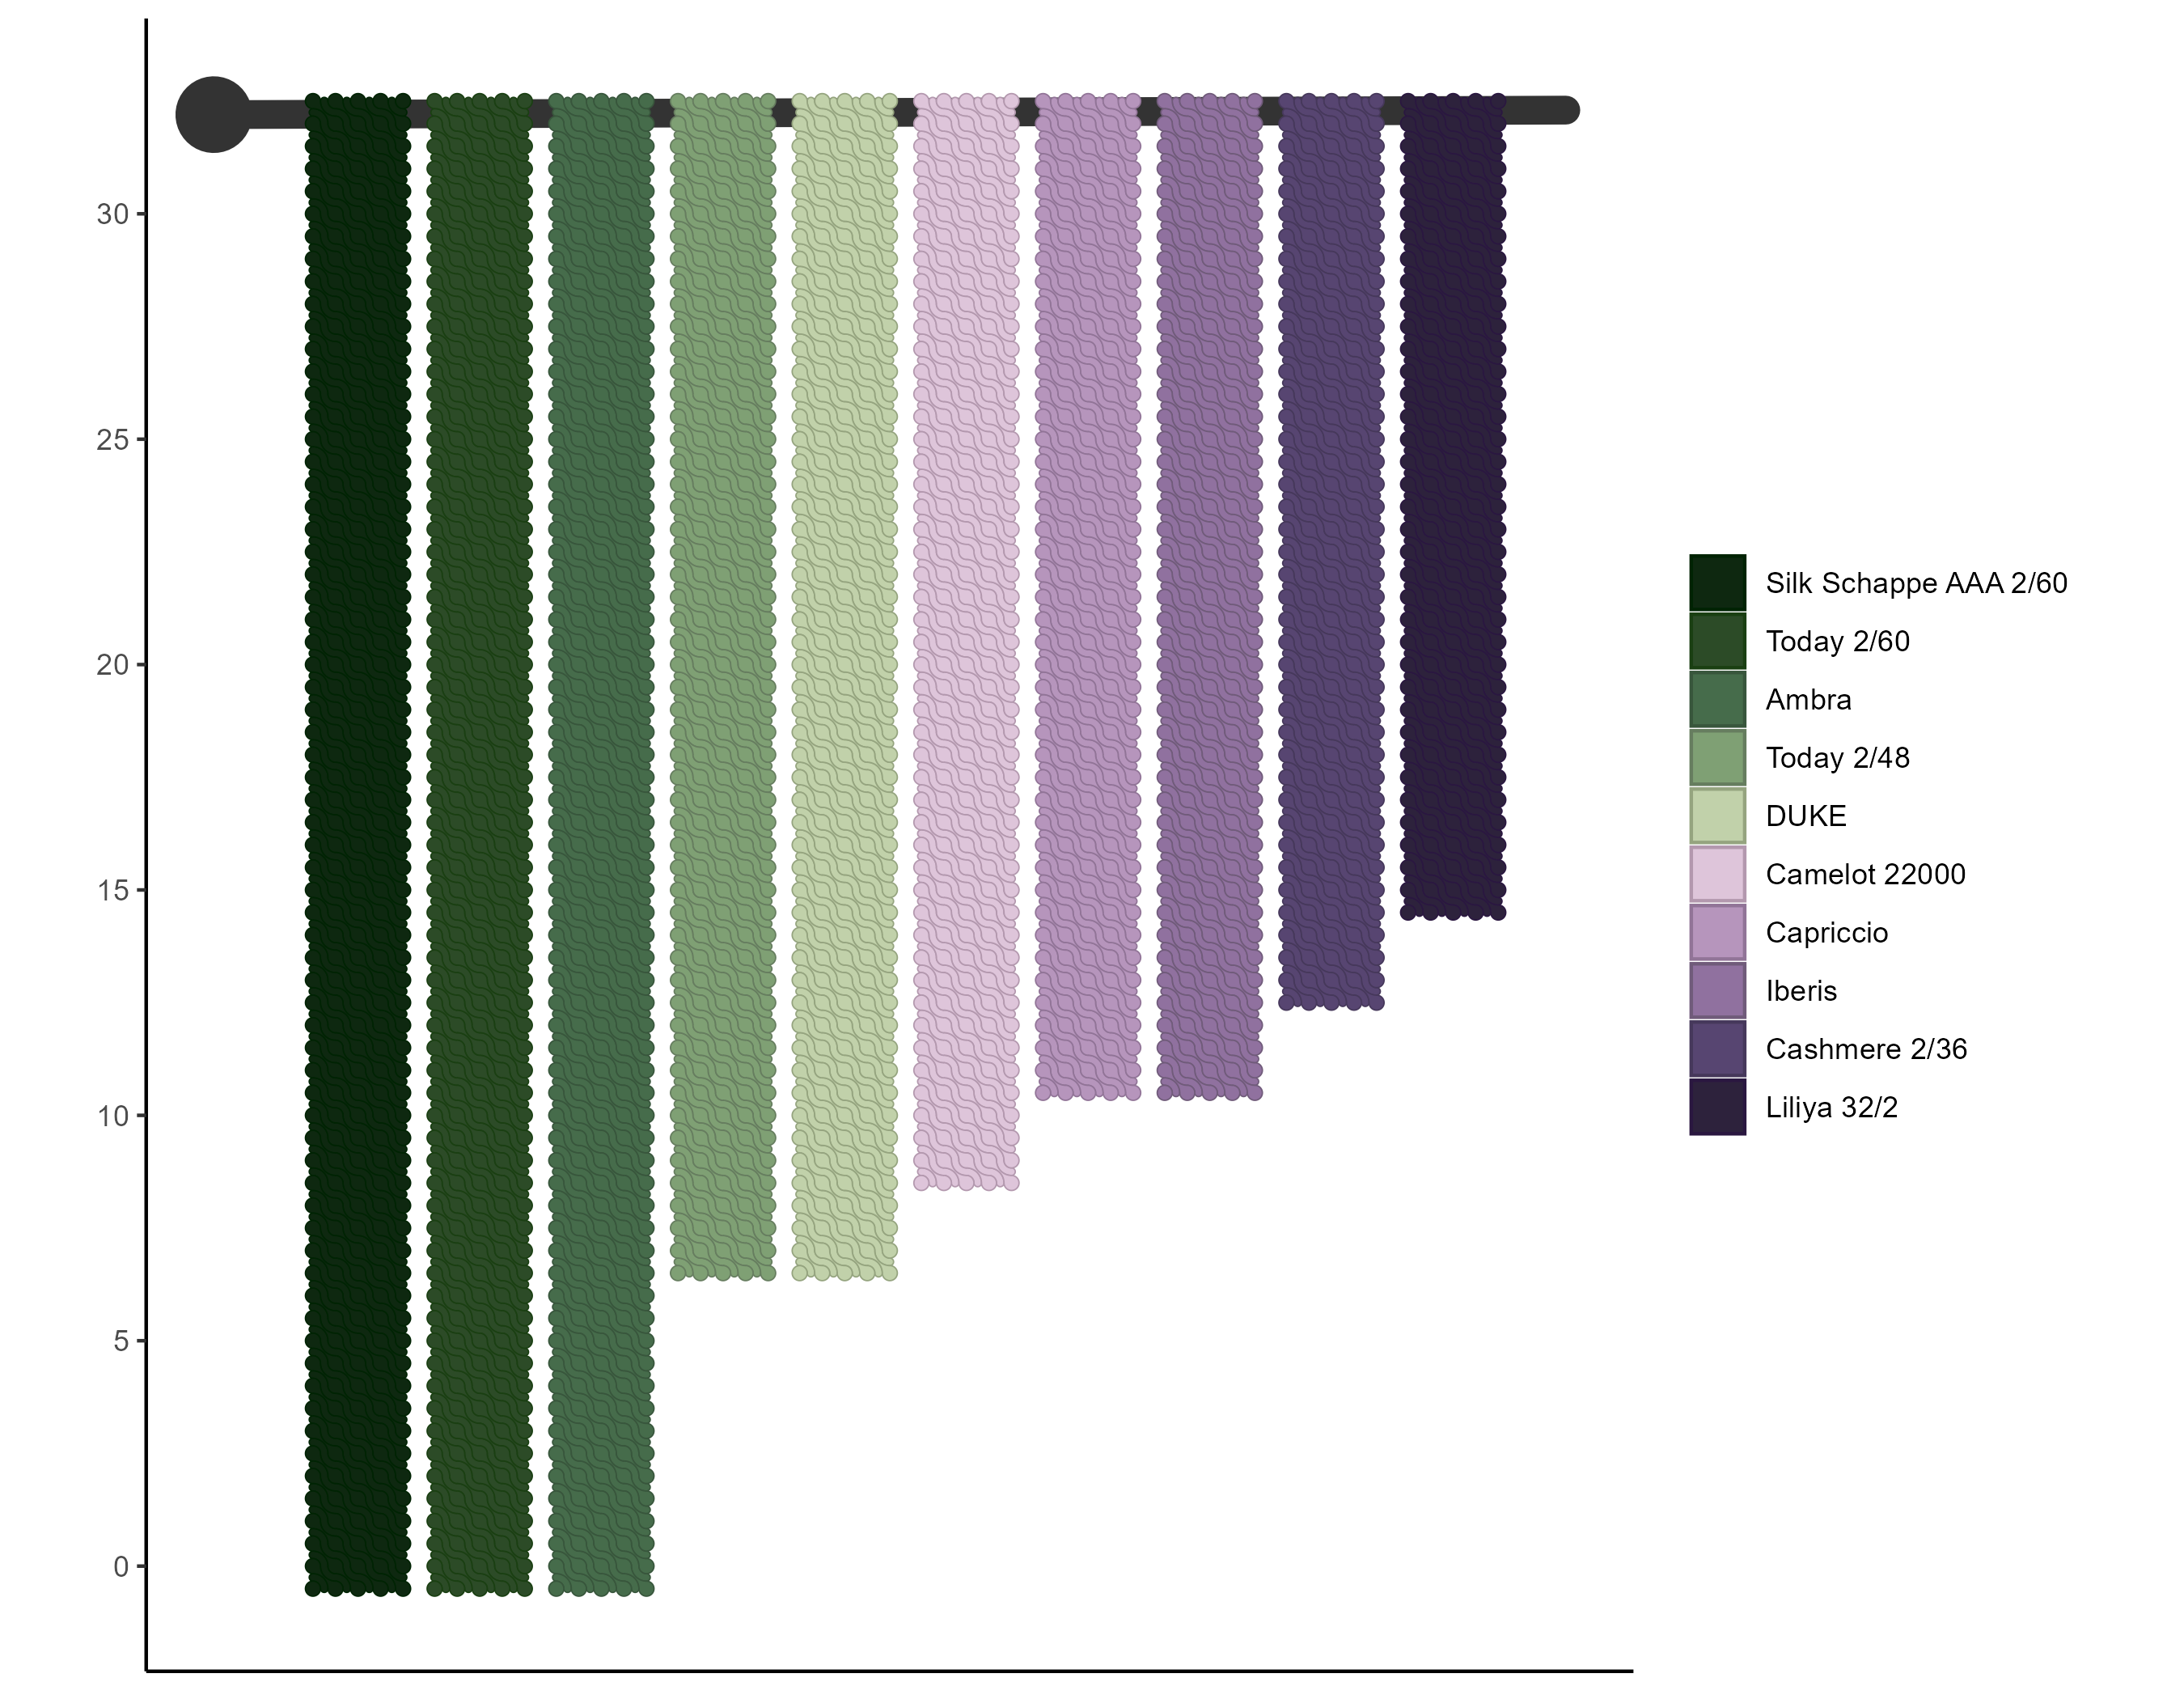 30
25
20
15
10
5
0
Silk Schappe AAA 2/60
Today 2/60
Ambra
Today 2/48
DUKE
Camelot 22000
Capriccio
Iberis
Cashmere 2/36
Liliya 32/2